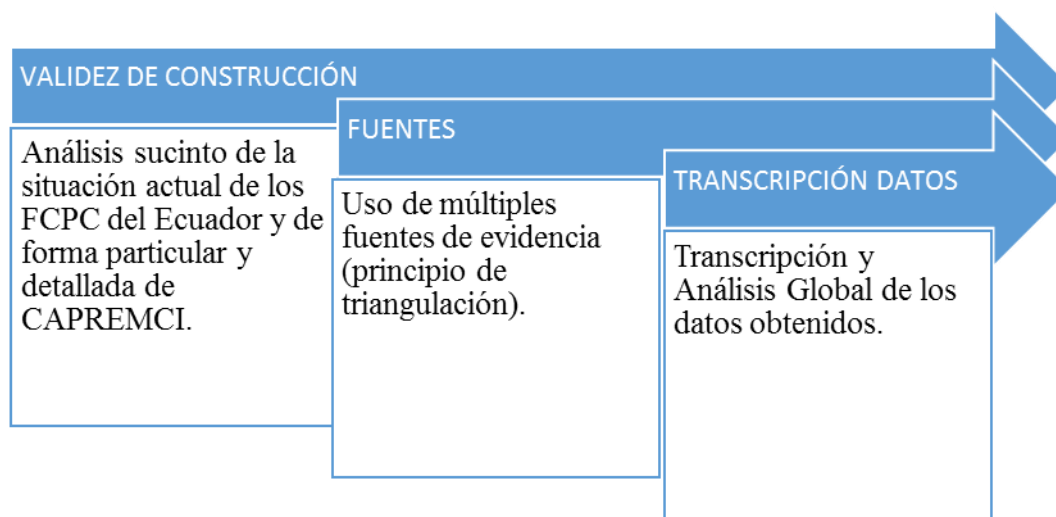 VALIDEZ DE CONSTRUCCIÓN
Análisis sucinto de la
situación actual de los
FCPC del Ecuador y de
forma particular y
detallada de
CAPREMCI.
FUENTES
Uso de múltiples
fuentes de evidencia
(principio de
triangulación).
TRANSCRIPCIÓN DATOS
Transcripción y
Análisis Global de los
datos obtenidos.